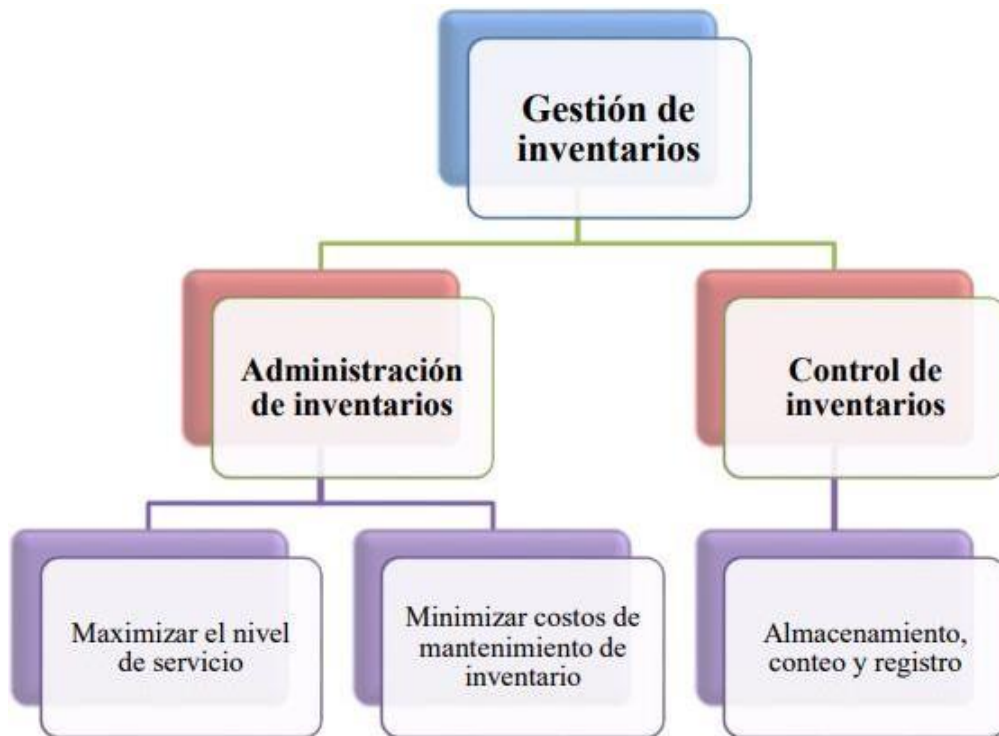 Gestión de
inventarios
Administración
de inventarios
Control de
inventarios
Maximizar el nivel
de servicio
Minimizar costos de
mantenimiento de
inventario
Almacenamiento,
conteo y registro